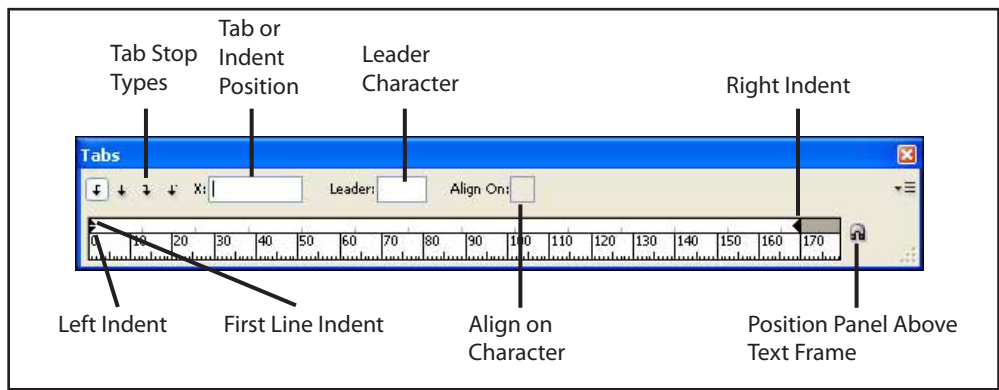 Tab or
Indent
Position
Tab Stop
Types
Leader
Character
Right Indent
Tabs
X:
Leader:
Align On:
0 10 20 30 40 50 60 70 80 90 100 110 120 130 140 150 160 170
Left Indent
First Line Indent
Align on
Character
Position Panel Above
Text Frame